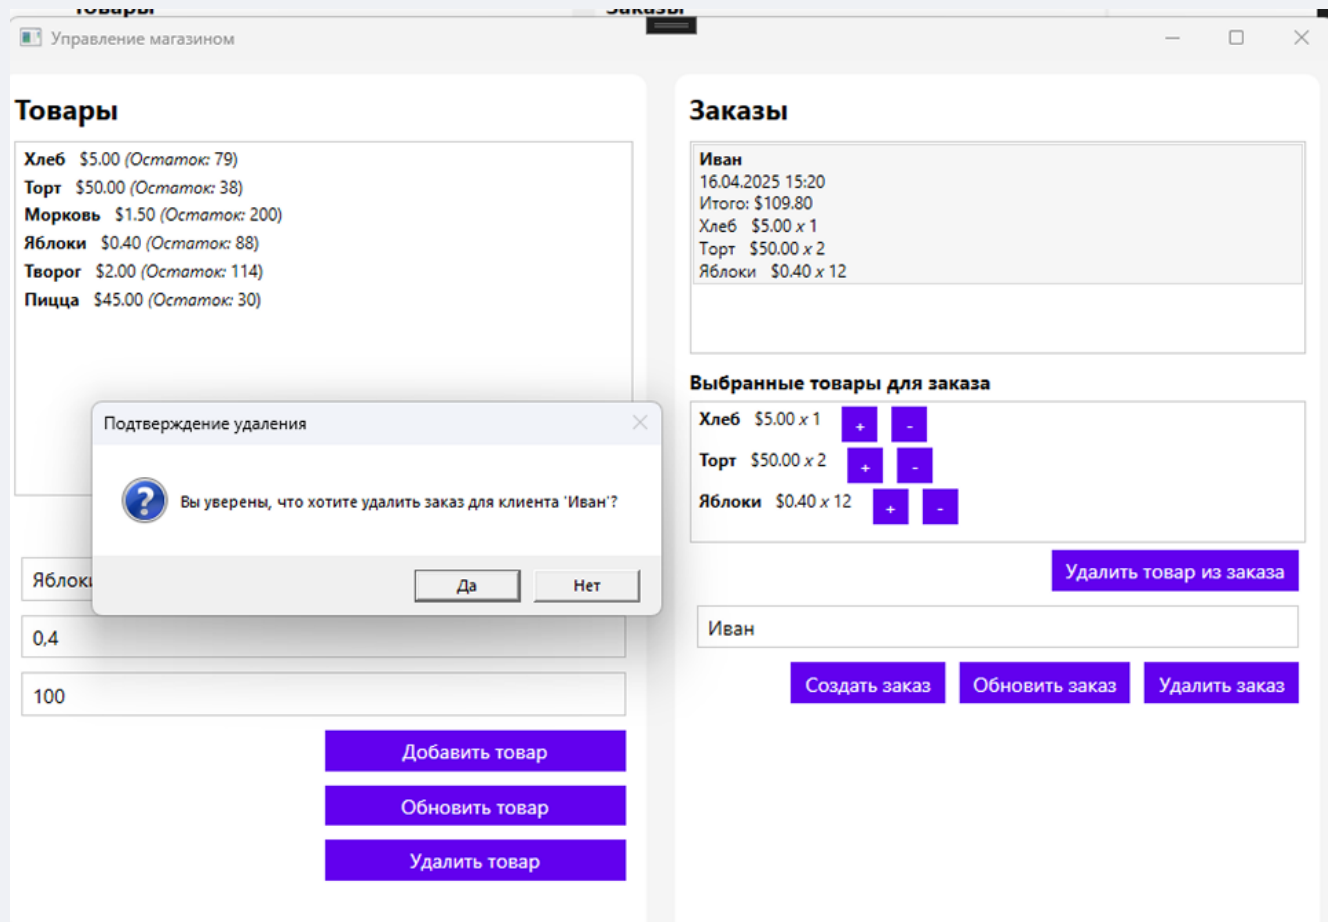 Товары Заказы
Управление магазином
Товары
Хлеб $5.00 (Остаток: 79)
Торт $50.00 (Остаток: 38)
Морковь $1.50 (Остаток: 200)
Яблоки $0.40 (Остаток: 88)
Творог $2.00 (Остаток: 114)
Пицца $45.00 (Остаток: 30)
Подтверждение удаления
Вы уверены, что хотите удалить заказ для клиента 'Иван'?
Да
Нет
Яблоки
0,4
100
Добавить товар
Обновить товар
Удалить товар
Заказы
Иван
16.04.2025 15:20
Итого: $109.80
Хлеб $5.00 x 1
Торт $50.00 x 2
Яблоки $0.40 x 12
Выбранные товары для заказа
Хлеб $5.00 x 1 + -
Торт $50.00 x 2 + -
Яблоки $0.40 x 12 + -
Удалить товар из заказа
Иван
Создать заказ
Обновить заказ
Удалить заказ